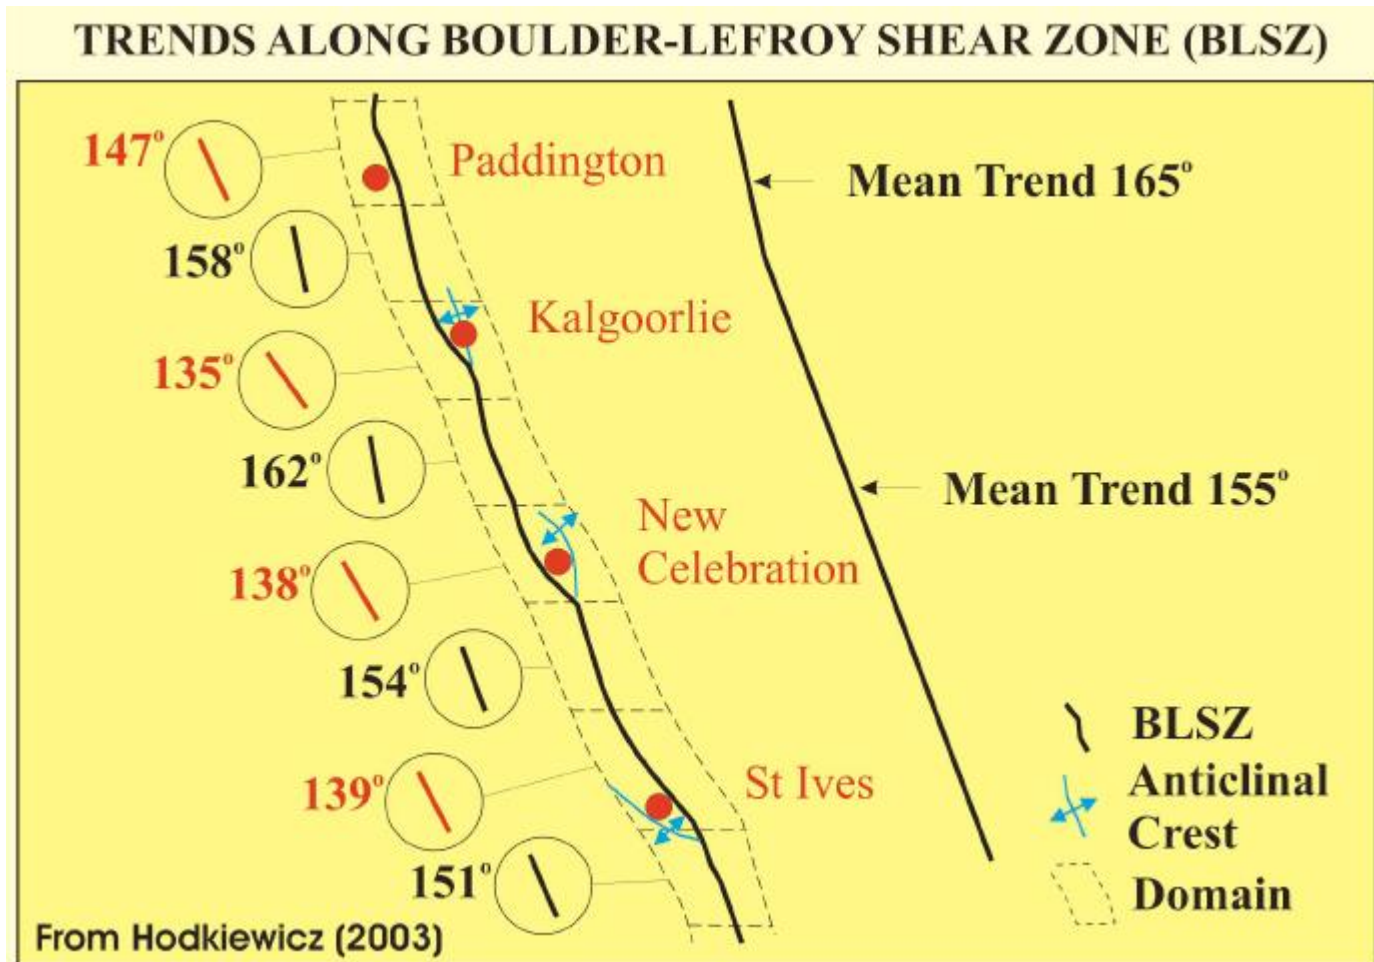 TRENDS ALONG BOULDER-LEFROY SHEAR ZONE (BLSZ)
147°
Paddington
Mean Trend 165°
158°
Kalgoorlie
135°
162°
Mean Trend 155°
New
Celebration
138°
154°
BLSZ
St Ives
139°
Anticlinal
Crest
151°
Domain
From Hodkiewicz (2003)